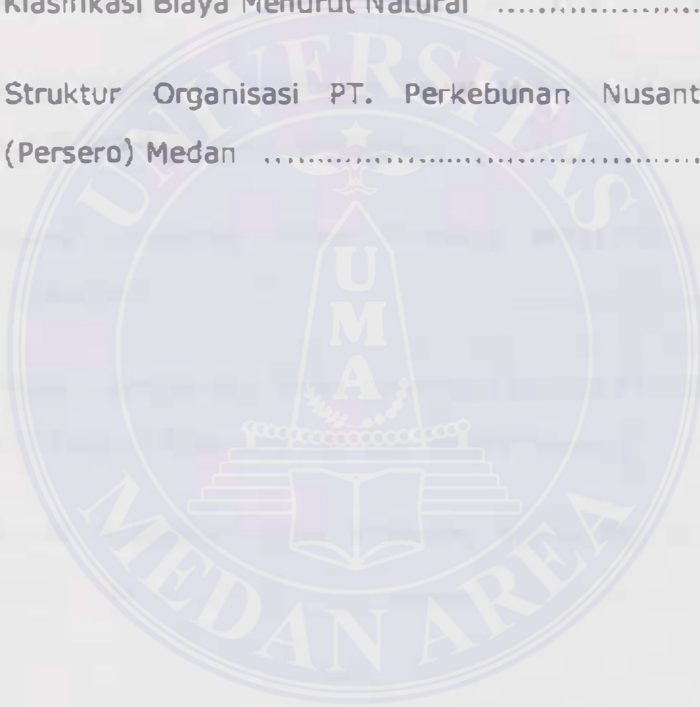 Klasifikasi Biaya Menurut Natural ......................
Struktur Organisasi PT. Perkebunan Nusant
(Persero) Medan ................................................
UNIVERSITAS
UMA
MEDAN AREA